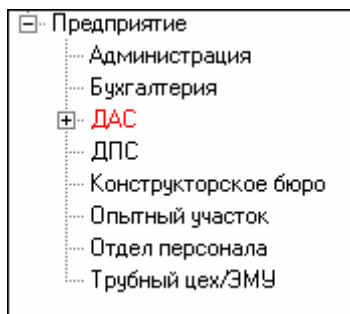 Предприятие
Администрация
Бухгалтерия
ДАС
ДПС
Конструкторское бюро
Опытный участок
Отдел персонала
Трубный цех/ЭМУ